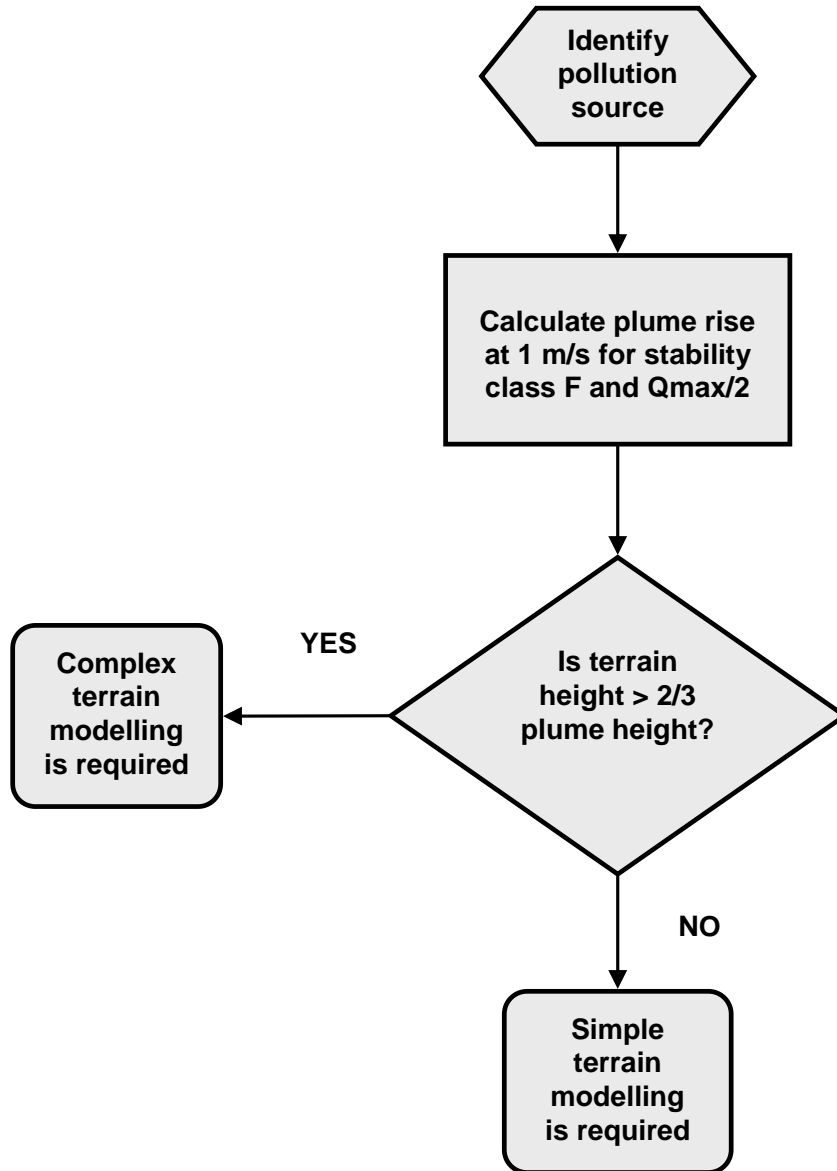 Identify
pollution
source
Calculate plume rise
at 1 m/s for stability
class F and Qmax/2
Is terrain
height > 2/3
plume height?
YES
Complex
terrain
modelling
is required
NO
Simple
terrain
modelling
is required